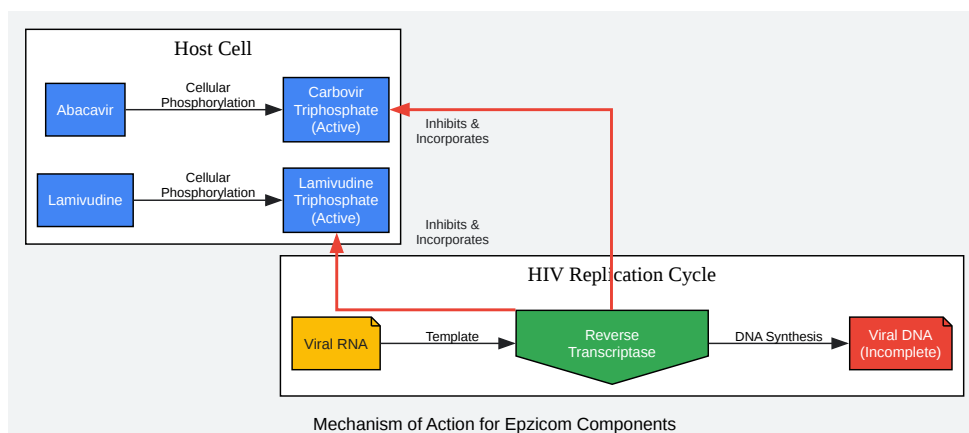 Host Cell
Abacavir
Cellular
Phosphorylation
Carbovir
Triphosphate
(Active)
Inhibits &
Incorporates
Lamivudine
Cellular
Phosphorylation
Lamivudine
Triphosphate
(Active)
Inhibits &
Incorporates
HIV Replication Cycle
Viral RNA
Template
Reverse
Transcriptase
DNA Synthesis
Viral DNA
(Incomplete)
Mechanism of Action for Epzicom Components